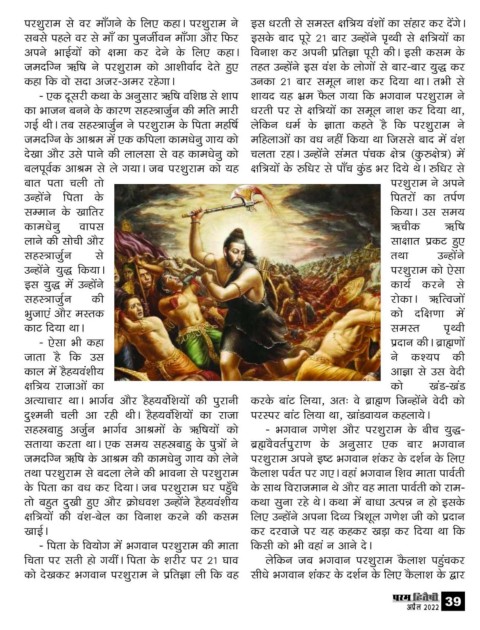 परशुराम से वर माँगने के लिए कहा। परशुराम ने
सबसे पहले वर से माँ का पुनर्जीवन माँगा और फिर
अपने भाईयों को क्षमा कर देने के लिए कहा।
जमदग्नि ऋषि ने परशुराम को आशीर्वाद देते हुए
कहा कि वो सदा अजर-अमर रहेगा।
- एक दूसरी कथा के अनुसार ऋषि वशिष्ठ से शाप
का भाजन बनने के कारण सहस्त्रार्जुन की मति मारी
गई थी। तब सहस्त्रार्जुन ने परशुराम के पिता महर्षि
जमदग्नि के आश्रम में एक कपिला कामधेनु गाय को
देखा और उसे पाने की लालसा से वह कामधेनु को
बलपूर्वक आश्रम से ले गया। जब परशुराम को यह
बात पता चली तो
उन्होंने पिता के
सम्मान के खातिर
कामधेनु वापस
लाने की सोची और
सहस्त्रार्जुन से
उन्होंने युद्ध किया।
इस युद्ध में उन्होंने
सहस्त्रार्जुन की
भुजाएं और मस्तक
काट दिया था।
- ऐसा भी कहा
जाता है कि उस
काल में हैहयवंशीय
क्षत्रिय राजाओं का
अत्याचार था। भार्गव और हैहयवंशियों की पुरानी
दुश्मनी चली आ रही थी। हैहयवंशियों का राजा
सहस्रबाहु अर्जुन भार्गव आश्रमों के ऋषियों को
सताया करता था। एक समय सहस्रबाहु के पुत्रों ने
जमदग्नि ऋषि के आश्रम की कामधेनु गाय को लेने
तथा परशुराम से बदला लेने की भावना से परशुराम
के पिता का वध कर दिया। जब परशुराम घर पहुँचे
तो बहुत दुखी हुए और क्रोधवश उन्होंने हैहयवंशीय
क्षत्रियों की वंश-बेल का विनाश करने की कसम
खाई।
- पिता के वियोग में भगवान परशुराम की माता
चिता पर सती हो गयीं। पिता के शरीर पर 21 घाव
को देखकर भगवान परशुराम ने प्रतिज्ञा ली कि वह
इस धरती से समस्त क्षत्रिय वंशों का संहार कर देंगे।
इसके बाद पूरे 21 बार उन्होंने पृथ्वी से क्षत्रियों का
विनाश कर अपनी प्रतिज्ञा पूरी की। इसी कसम के
तहत उन्होंने इस वंश के लोगों से बार-बार युद्ध कर
उनका 21 बार समूल नाश कर दिया था। तभी से
शायद यह भ्रम फैल गया कि भगवान परशुराम ने
धरती पर से क्षत्रियों का समूल नाश कर दिया था,
लेकिन धर्म के ज्ञाता कहते है कि परशुराम ने
महिलाओं का वध नहीं किया था जिससे बाद में वंश
चलता रहा। उन्होंने संमत पंचक क्षेत्र (कुरुक्षेत्र) में
क्षत्रियों के रुधिर से पाँच कुंड भर दिये थे। रुधिर से
परशुराम ने अपने
पितरों का तर्पण
किया। उस समय
ऋचीक ऋषि
साक्षात प्रकट हुए
तथा उन्होंने
परशुराम को ऐसा
कार्य करने से
रोका। ऋत्विजों
को दक्षिणा में
समस्त पृथ्वी
प्रदान की। ब्राह्मणों
ने कश्यप की
आज्ञा से उस वेदी
को खंड-खंड
करके बांट लिया, अतः वे ब्राह्मण जिन्होंने वेदी को
परस्पर बांट लिया था, खांडवायन कहलाये।
- भगवान गणेश और परशुराम के बीच युद्ध-
ब्रह्मवैवर्तपुराण के अनुसार एक बार भगवान
परशुराम अपने इष्ट भगवान शंकर के दर्शन के लिए
कैलाश पर्वत पर गए। वहां भगवान शिव माता पार्वती
के साथ विराजमान थे और वह माता पार्वती को राम-
कथा सुना रहे थे। कथा में बाधा उत्पन्न न हो इसके
लिए उन्होंने अपना दिव्य त्रिशूल गणेश जी को प्रदान
कर दरवाजे पर यह कहकर खड़ा कर दिया था कि
किसी को भी वहां न आने दे।
लेकिन जब भगवान परशुराम कैलाश पहुंचकर
सीधे भगवान शंकर के दर्शन के लिए कैलाश के द्वार
परम हितैषी
अप्रैल 2022 39